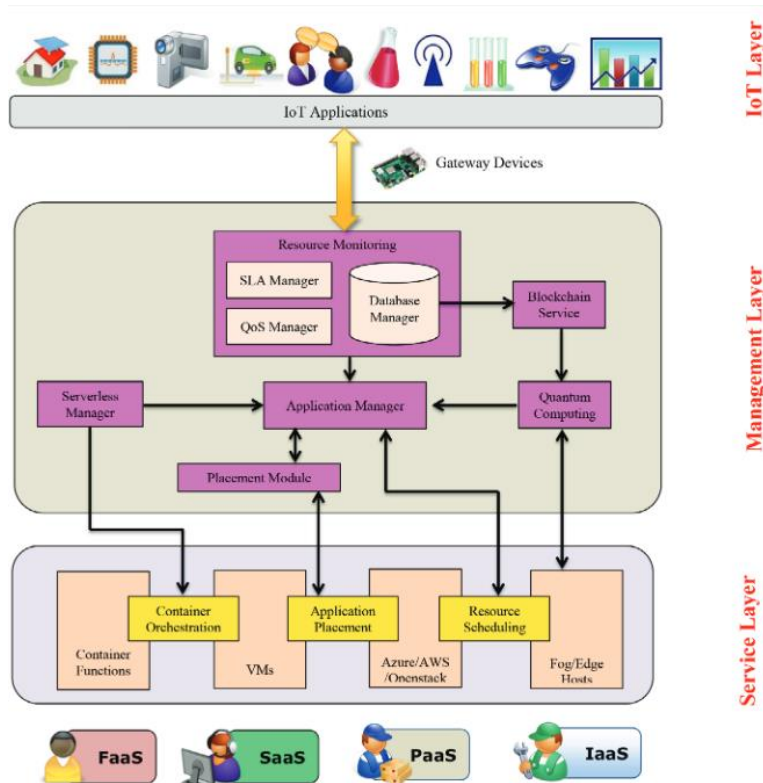 IoT Layer
IoT Applications
Gateway Devices
Management Layer
Resource Monitoring
SLA Manager
QoS Manager
Database
Manager
Blockchain
Service
Serverless
Manager
Application Manager
Quantum
Computing
Placement Module
Service Layer
Container
Orchestration
Application
Placement
Resource
Scheduling
Container
Functions
VMs
Azure/AWS
/Openstack
Fog/Edge
Hosts
FaaS
SaaS
PaaS
IaaS